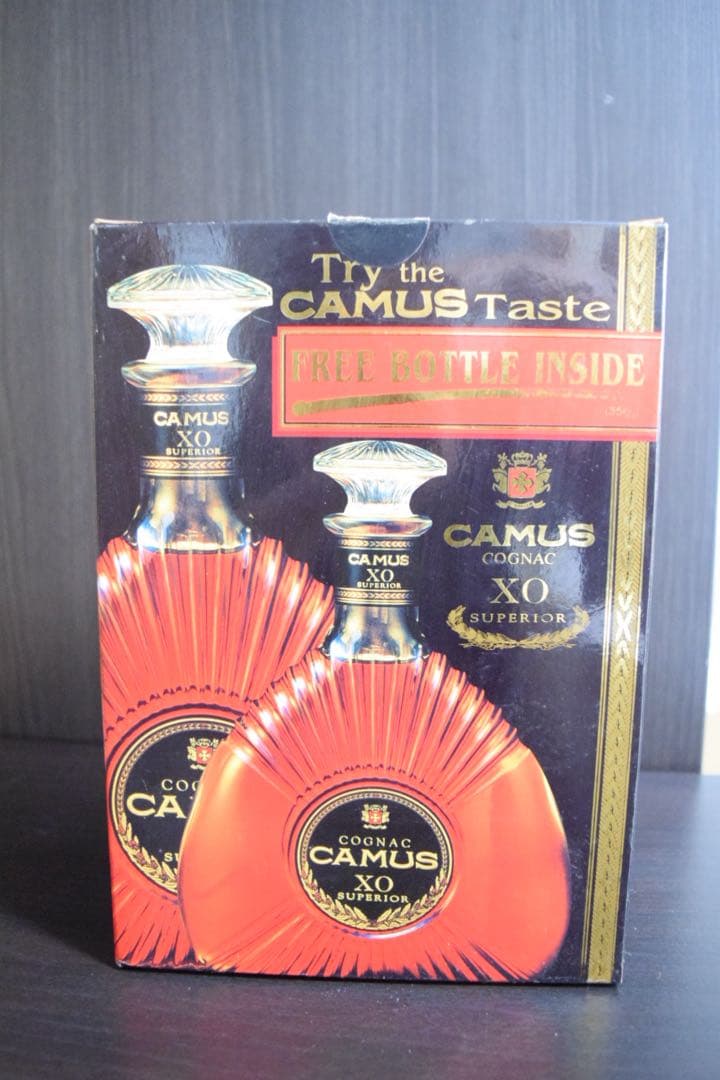 Try the
CAMUS Taste
FREE BOTTLE INSIDE
CAMUS
XO
SUPERIOR
CAMUS
COGNAC
XO
SUPERIOR
CAMUS
XO
SUPERIOR
X
COGNAC
CAMUS
XO
SUPERIOR